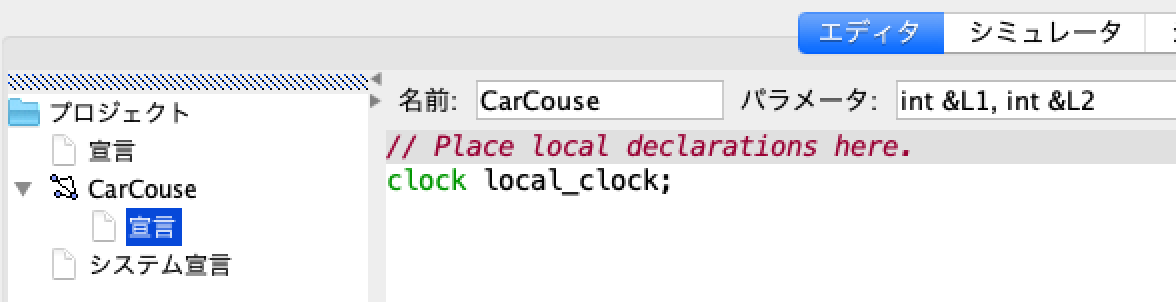 エディタ シミュレータ
プロジェクト
宣言
CarCouse
宣言
システム宣言
名前: CarCouse パラメータ: int &L1, int &L2
// Place local declarations here.
clock local_clock;